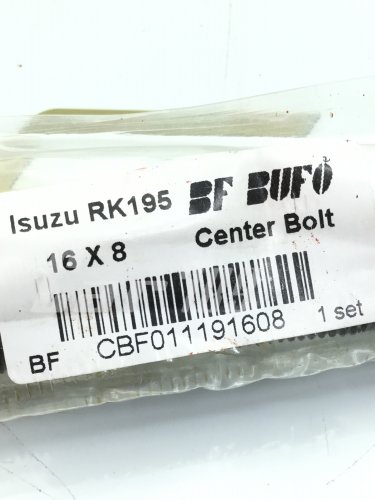 Isuzu RK195 BF BUFO
16 X 8 Center Bolt
BF CBF011191608 1 set